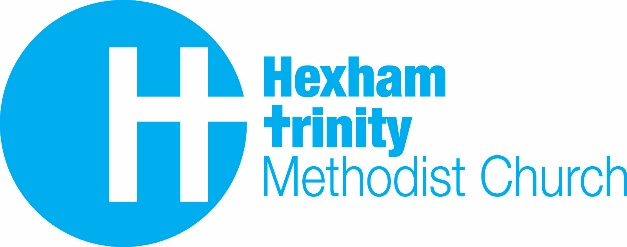 H
Hexham
trinity
Methodist Church